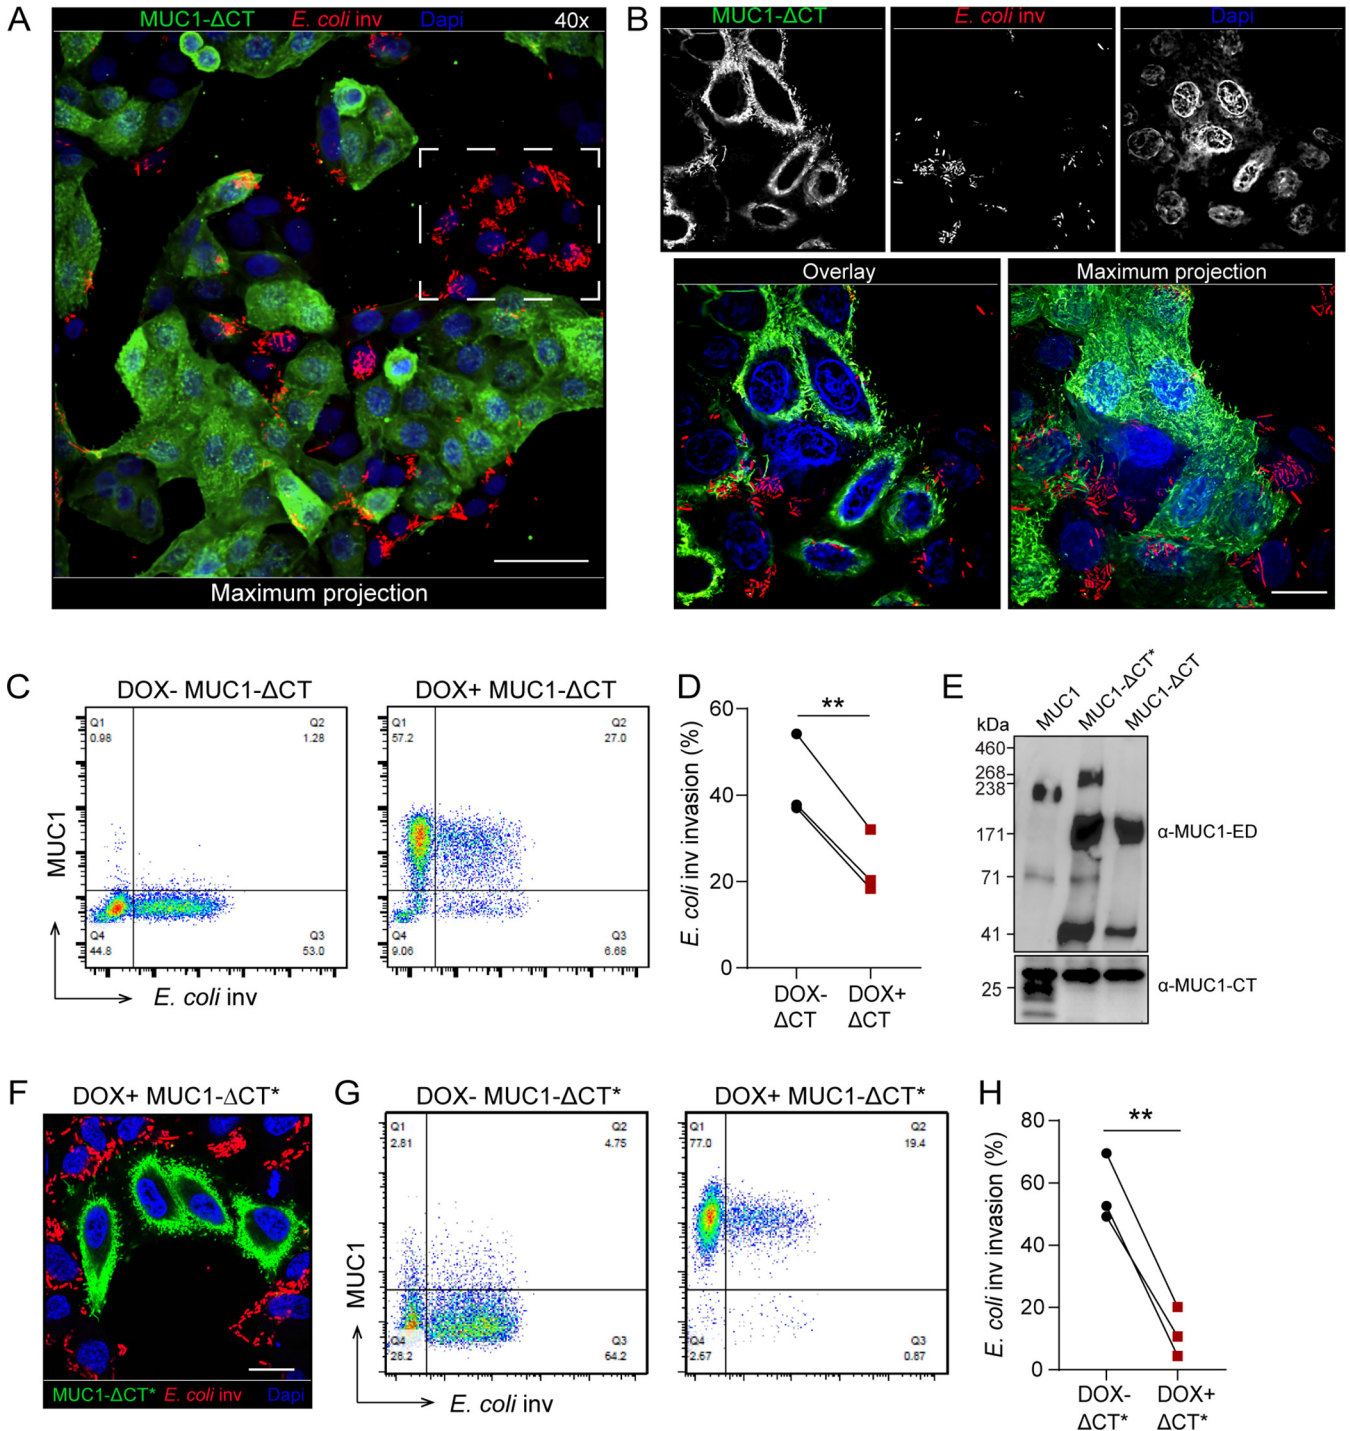 A
MUC1-ΔCT E. coli inv Dapi 40x
Maximum projection
B
MUC1-ΔCT E. coli inv Dapi
Overlay Maximum projection
C
DOX- MUC1-ΔCT DOX+ MUC1-ΔCT
Q1
0.98
Q2
1.28
Q4
44.8
Q3
53.0
Q1
57.2
Q2
27.0
Q4
9.06
Q3
6.68
MUC1
E. coli inv
D
E. coli inv invasion (%)
60
40
20
0
**
DOX- DOX+
ΔCT ΔCT
E
MUC1 MUC1-ΔCT* MUC1-ΔCT
kDa
460
268
238
171
71
41
25
α-MUC1-ED
α-MUC1-CT
F
DOX+ MUC1-ΔCT*
MUC1-ΔCT* E. coli inv Dapi
G
DOX- MUC1-ΔCT* DOX+ MUC1-ΔCT*
Q1
2.81
Q2
4.75
Q4
28.2
Q3
64.2
Q1
77.0
Q2
19.4
Q4
2.67
Q3
0.87
MUC1
E. coli inv
H
E. coli inv invasion (%)
80
60
40
20
0
**
DOX- DOX+
ΔCT* ΔCT*